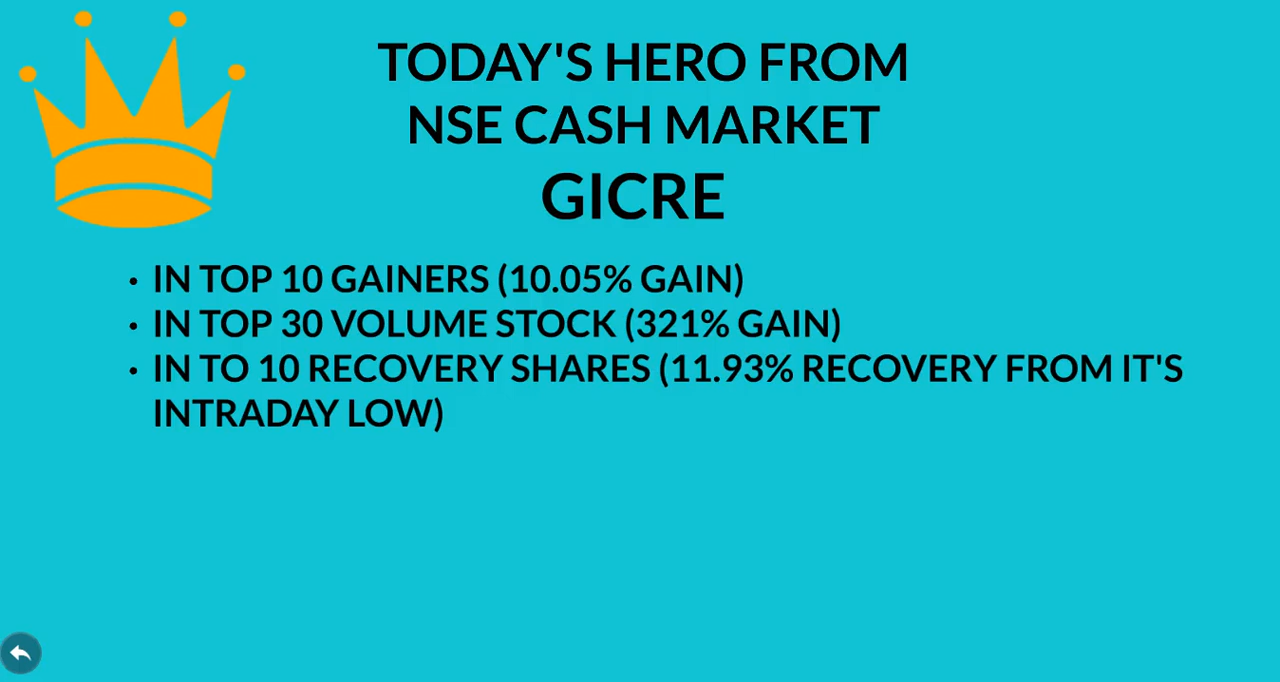 TODAY'S HERO FROM
NSE CASH MARKET
GICRE
• IN TOP 10 GAINERS (10.05% GAIN)
• IN TOP 30 VOLUME STOCK (321% GAIN)
• IN TO 10 RECOVERY SHARES (11.93% RECOVERY FROM IT'S
INTRADAY LOW)